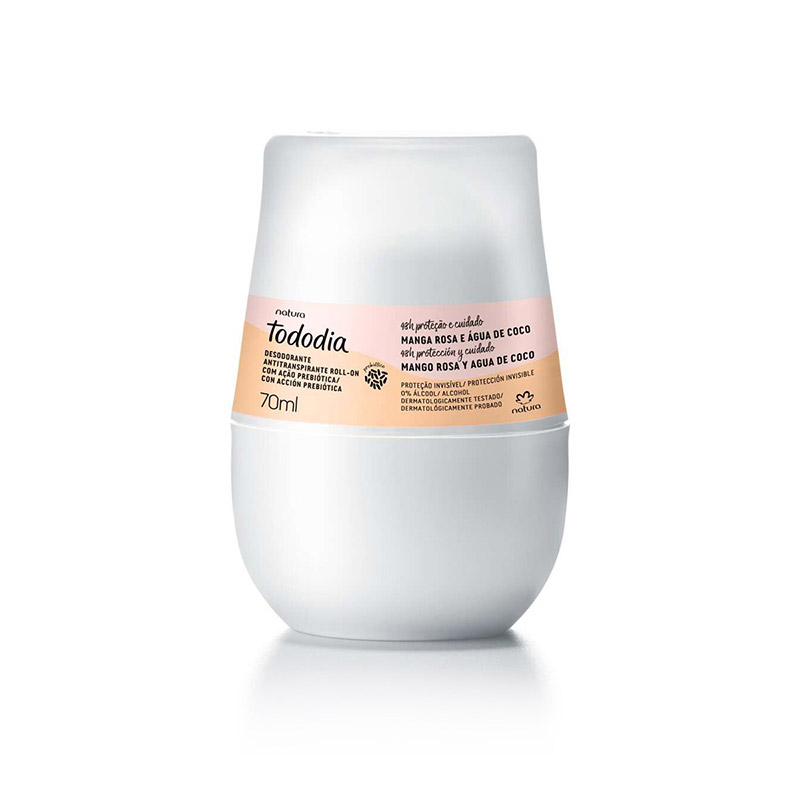 natura
Tododia
DESODORANTE
ANTITRANSPIRANTE ROLL-ON
COM AÇÃO PREBIÓTICA/
CON ACCIÓN PREBIÓTICA
70ml
prebiótico
48h proteção e cuidado
MANGA ROSA E ÁGUA DE COCO
48h protección y cuidado
MANGO ROSA Y AGUA DE COCO
PROTEÇÃO INVISÍVEL/ PROTECCIÓN INVISIBLE
0% ÁLCOOL/ ALCOHOL
DERMATOLOGICAMENTE TESTADO/
DERMATOLÓGICAMENTE PROBADO
natura